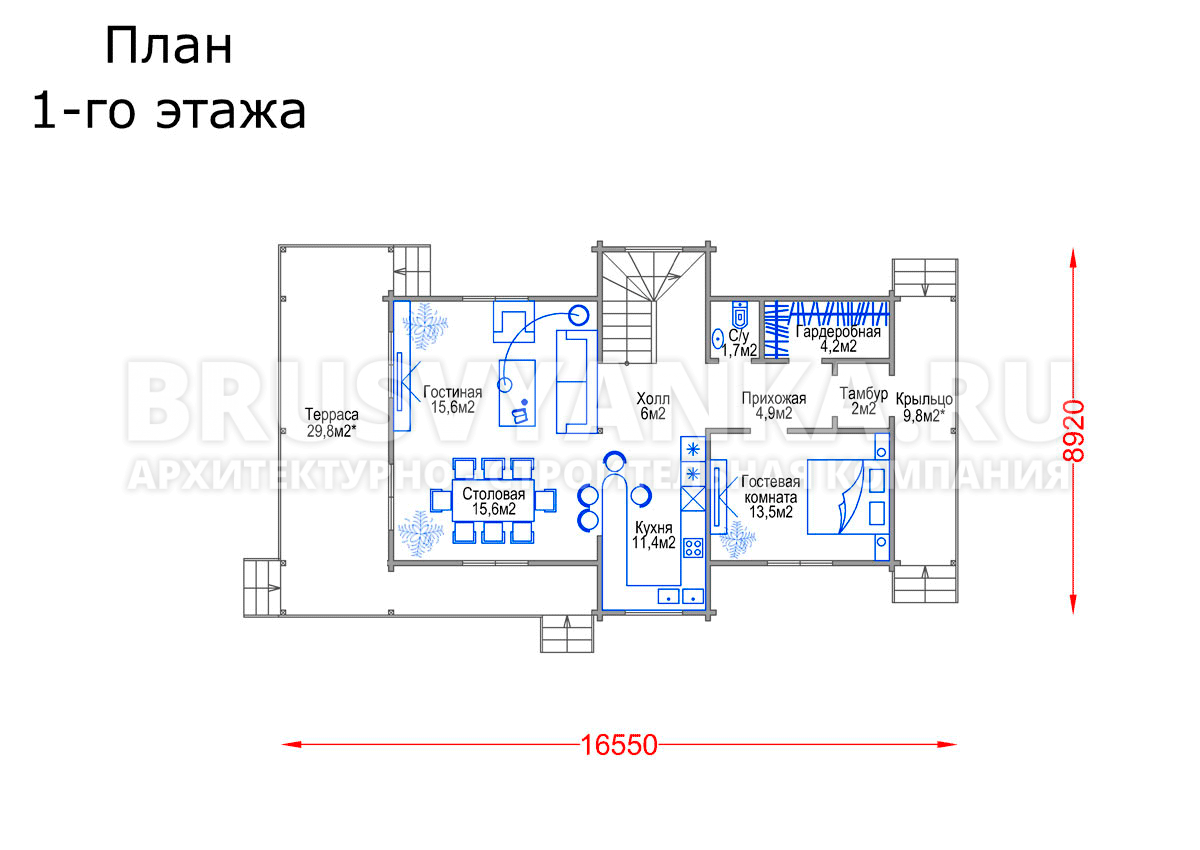 План
1-го этажа
BRUSVYANKA.RU
АРХИТЕКТУРНО-СТРОИТЕЛЬНАЯ КОМПАНИЯ
Терраса
29,8м2*
Гостиная
15,6м2
Столовая
15,6м2
Холл
6м2
Кухня
11,4м2
С/у
1,7м2
Гардеробная
4,2м2
Прихожая
4,9м2
Тамбур
2м2
Крыльцо
9,8м2*
Гостевая
комната
13,5м2
8920
16550